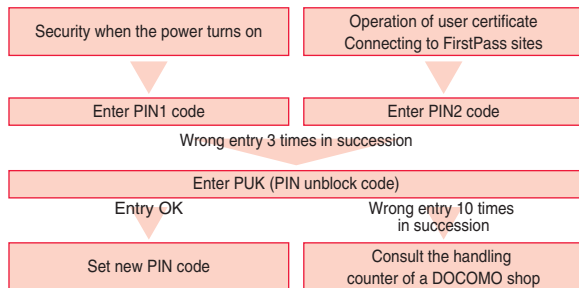 Security when the power turns on
Operation of user certificate
Connecting to FirstPass sites
Enter PIN1 code
Enter PIN2 code
Wrong entry 3 times in succession
Enter PUK (PIN unblock code)
Entry OK
Wrong entry 10 times
in succession
Set new PIN code
Consult the handling
counter of a DOCOMO shop